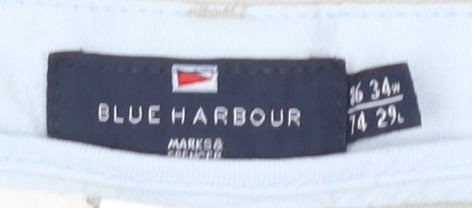 BLUE HARBOUR
MARKS &
SPENCER
86 34W
74 29L